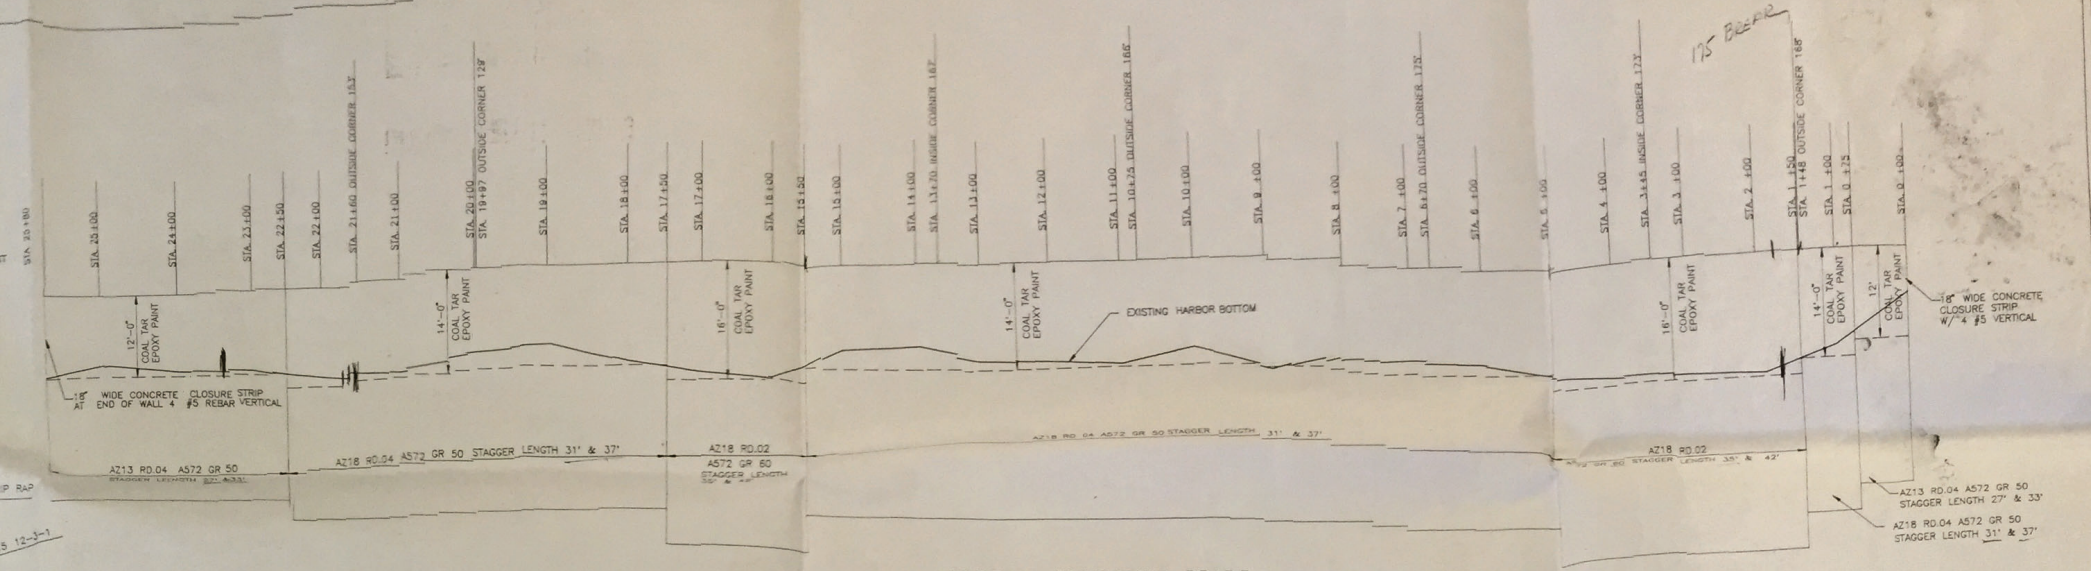 175 BREAK
STA. 25+00
STA. 24+00
STA. 23+00
STA. 22+50
STA. 22+00
STA. 21+60 OUTSIDE CORNER 153°
STA. 21+00
STA. 20+00
STA. 19+97 OUTSIDE CORNER 129°
STA. 19+00
STA. 18+00
STA. 17+50
STA. 17+00
STA. 16+00
STA. 15+50
STA. 15+00
STA. 14+00
STA. 13+70 INSIDE CORNER 167°
STA. 13+00
STA. 12+00
STA. 11+00
STA. 10+75 OUTSIDE CORNER 166°
STA. 10+00
STA. 9+00
STA. 8+00
STA. 7+00
STA. 6+70 OUTSIDE CORNER 175°
STA. 6+00
STA. 5+00
STA. 4+00
STA. 3+45 INSIDE CORNER 173°
STA. 3+00
STA. 2+00
STA. 1+50
STA. 1+48 OUTSIDE CORNER 168°
STA. 1+00
STA. 0+75
STA. 0+00
12'-0"
COAL TAR
EPOXY PAINT
14'-0"
COAL TAR
EPOXY PAINT
16'-0"
COAL TAR
EPOXY PAINT
14'-0"
COAL TAR
EPOXY PAINT
EXISTING HARBOR BOTTOM
16'-0"
COAL TAR
EPOXY PAINT
14'-0"
COAL TAR
EPOXY PAINT
12'
COAL TAR
EPOXY PAINT
18" WIDE CONCRETE
CLOSURE STRIP
W/ 4 #5 VERTICAL
18" WIDE CONCRETE CLOSURE STRIP
AT END OF WALL 4 #5 REBAR VERTICAL
AZ13 RD.04 A572 GR 50
STAGGER LENGTH 27' & 33'
AZ18 RD.04 A572 GR 50 STAGGER LENGTH 31' & 37'
AZ18 RD.02
A572 GR 60
STAGGER LENGTH
AZ18 RD 04 A572 GR 50 STAGGER LENGTH 31' & 37'
AZ18 RD.02
STAGGER LENGTH 35' & 42'
AZ13 RD.04 A572 GR 50
STAGGER LENGTH 27' & 33'
AZ18 RD.04 A572 GR 50
STAGGER LENGTH 31' & 37'
RAP
12-3-1